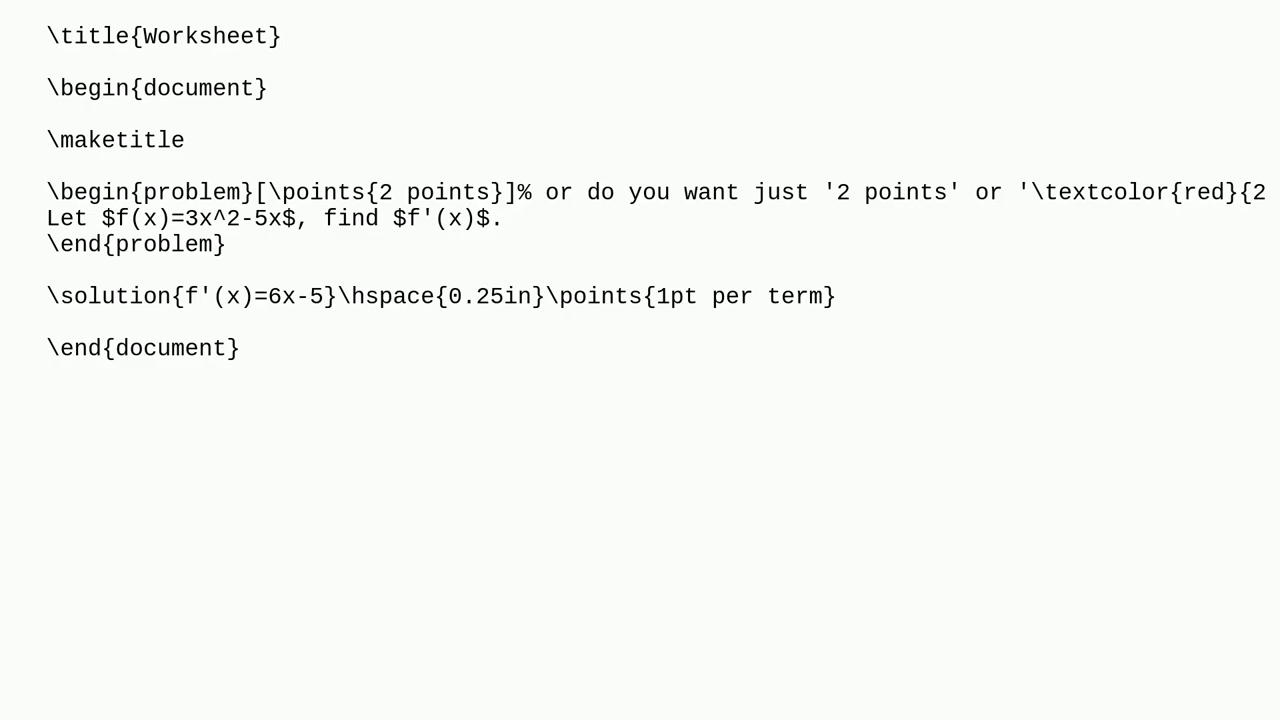 \title{Worksheet}
\begin{document}
\maketitle
\begin{problem}[\points{2 points}]% or do you want just '2 points' or '\textcolor{red}{2
Let $f(x)=3x^2-5x$, find $f'(x)$.
\end{problem}
\solution{f'(x)=6x-5}\hspace{0.25in}\points{1pt per term}
\end{document}